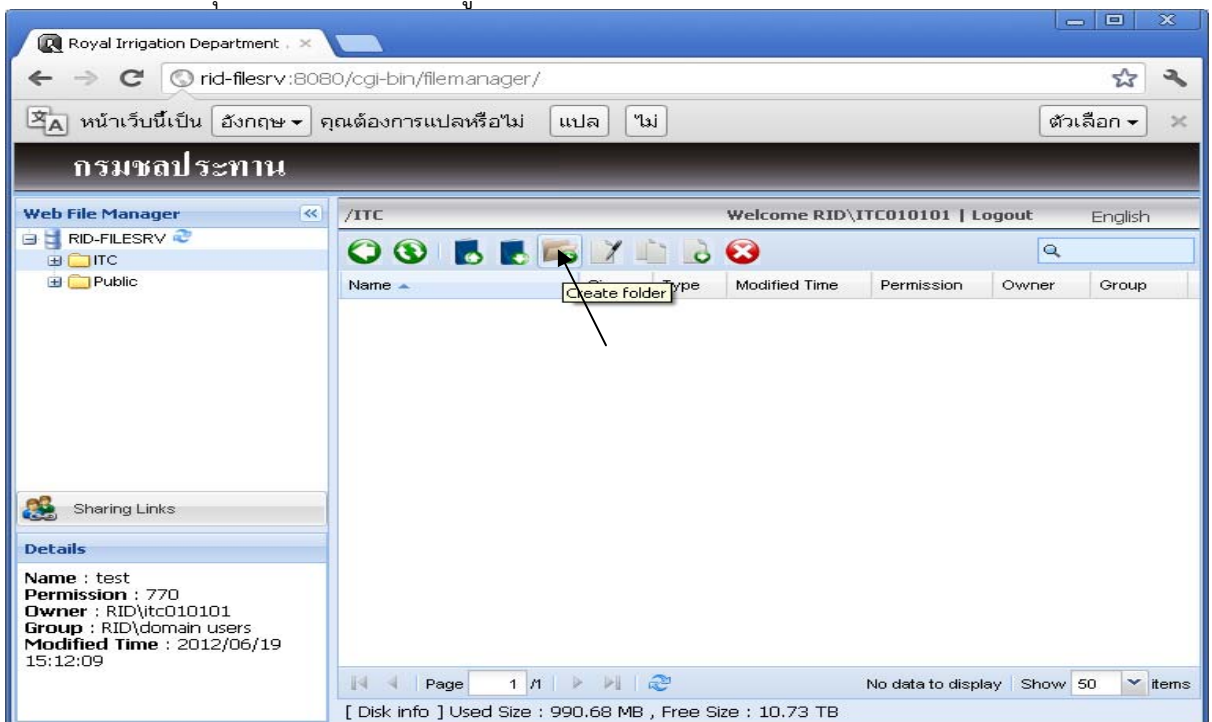 Royal Irrigation Department .
rid-filesrv:8080/cgi-bin/filemanager/
หน้าเว็บนี้เป็น อังกฤษ คุณต้องการแปลหรือไม่ แปล ไม่ ตัวเลือก
กรมชลประทาน
Web File Manager
RID-FILESRV
ITC
Public
/ITC Welcome RID\ITC010101 | Logout English
Name Type Modified Time Permission Owner Group
Create folder
Sharing Links
Details
Name : test
Permission : 770
Owner : RID\itc010101
Group : RID\domain users
Modified Time : 2012/06/19
15:12:09
Page 1 /1 No data to display Show 50 items
[ Disk info ] Used Size : 990.68 MB , Free Size : 10.73 TB